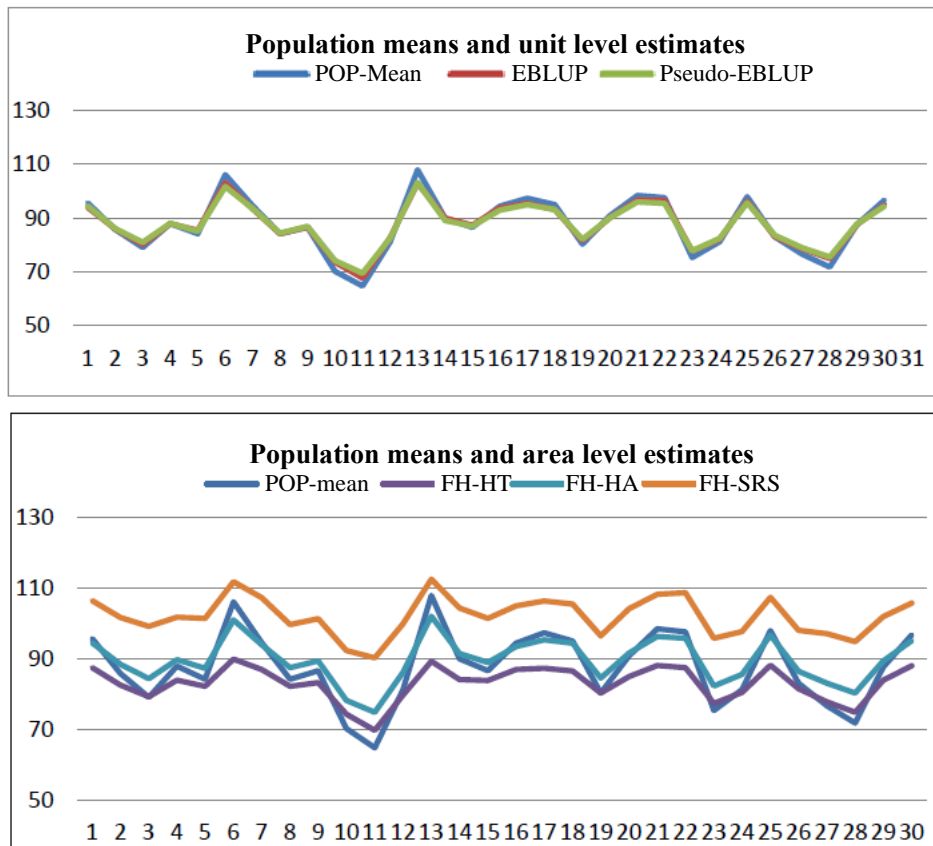 Population means and unit level estimates
POP-Mean EBLUP Pseudo-EBLUP
130
110
90
70
50
1 2 3 4 5 6 7 8 9 10 11 12 13 14 15 16 17 18 19 20 21 22 23 24 25 26 27 28 29 30 31
Population means and area level estimates
POP-mean FH-HT FH-HA FH-SRS
130
110
90
70
50
1 2 3 4 5 6 7 8 9 10 11 12 13 14 15 16 17 18 19 20 21 22 23 24 25 26 27 28 29 30